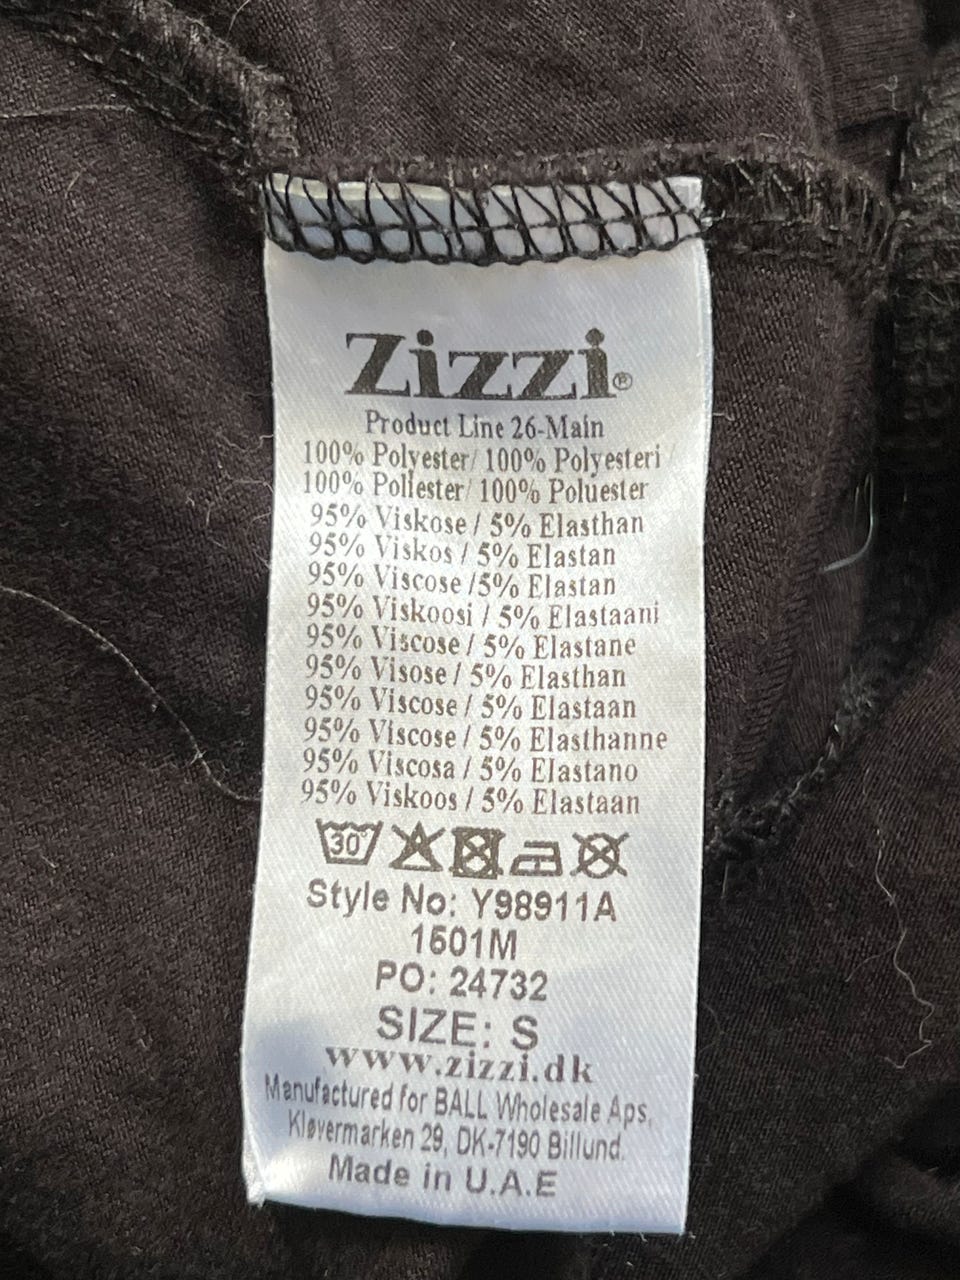 Zizzi®
Product Line 26-Main
100% Polyester/ 100% Polyesteri /
100% Poliester/ 100% Poluester
95% Viskose / 5% Elasthan
95% Viskos / 5% Elastan
95% Viscose /5% Elastan
95% Viskoosi / 5% Elastaani
95% Viscose / 5% Elastane
95% Visose / 5% Elasthan
95% Viscose / 5% Elastaan
95% Viscose / 5% Elasthanne
95% Viscosa / 5% Elastano
95% Viskoos / 5% Elastaan
30°
Style No: Y98911A
1501M
PO: 24732
SIZE: S
www.zizzi.dk
Manufactured for BALL Wholesale Aps,
Kløvermarken 29, DK-7190 Billund.
Made in U.A.E